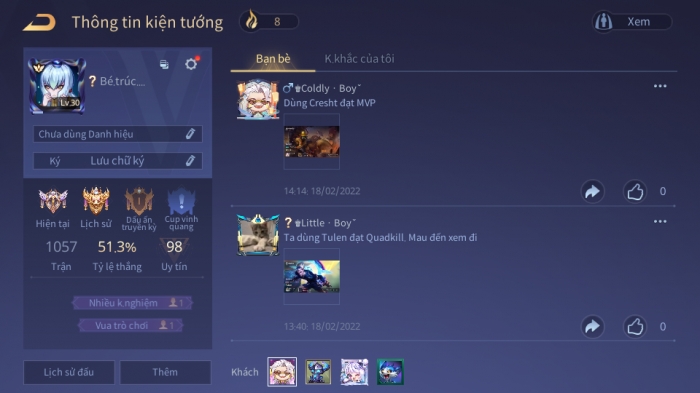 Thông tin kiện tướng
8
Xem
Bé.trúc....
Lv.30
Chưa dùng Danh hiệu
Ký Lưu chữ ký
Hiện tại
Lịch sử
Dấu ấn truyền kỳ
Cup vinh quang
1057
51.3%
98
Trận
Tỷ lệ thắng
Uy tín
Nhiều k.nghiệm 1
Vua trò chơi 1
Lịch sử đấu
Thêm
Bạn bè
K.khắc của tôi
♂♛Coldly · Boyˇ
Dùng Cresht đạt MVP
14:14: 18/02/2022
0
?♛Little · Boyˇ
Ta dùng Tulen đạt Quadkill. Mau đến xem đi
13:40: 18/02/2022
0
Khách